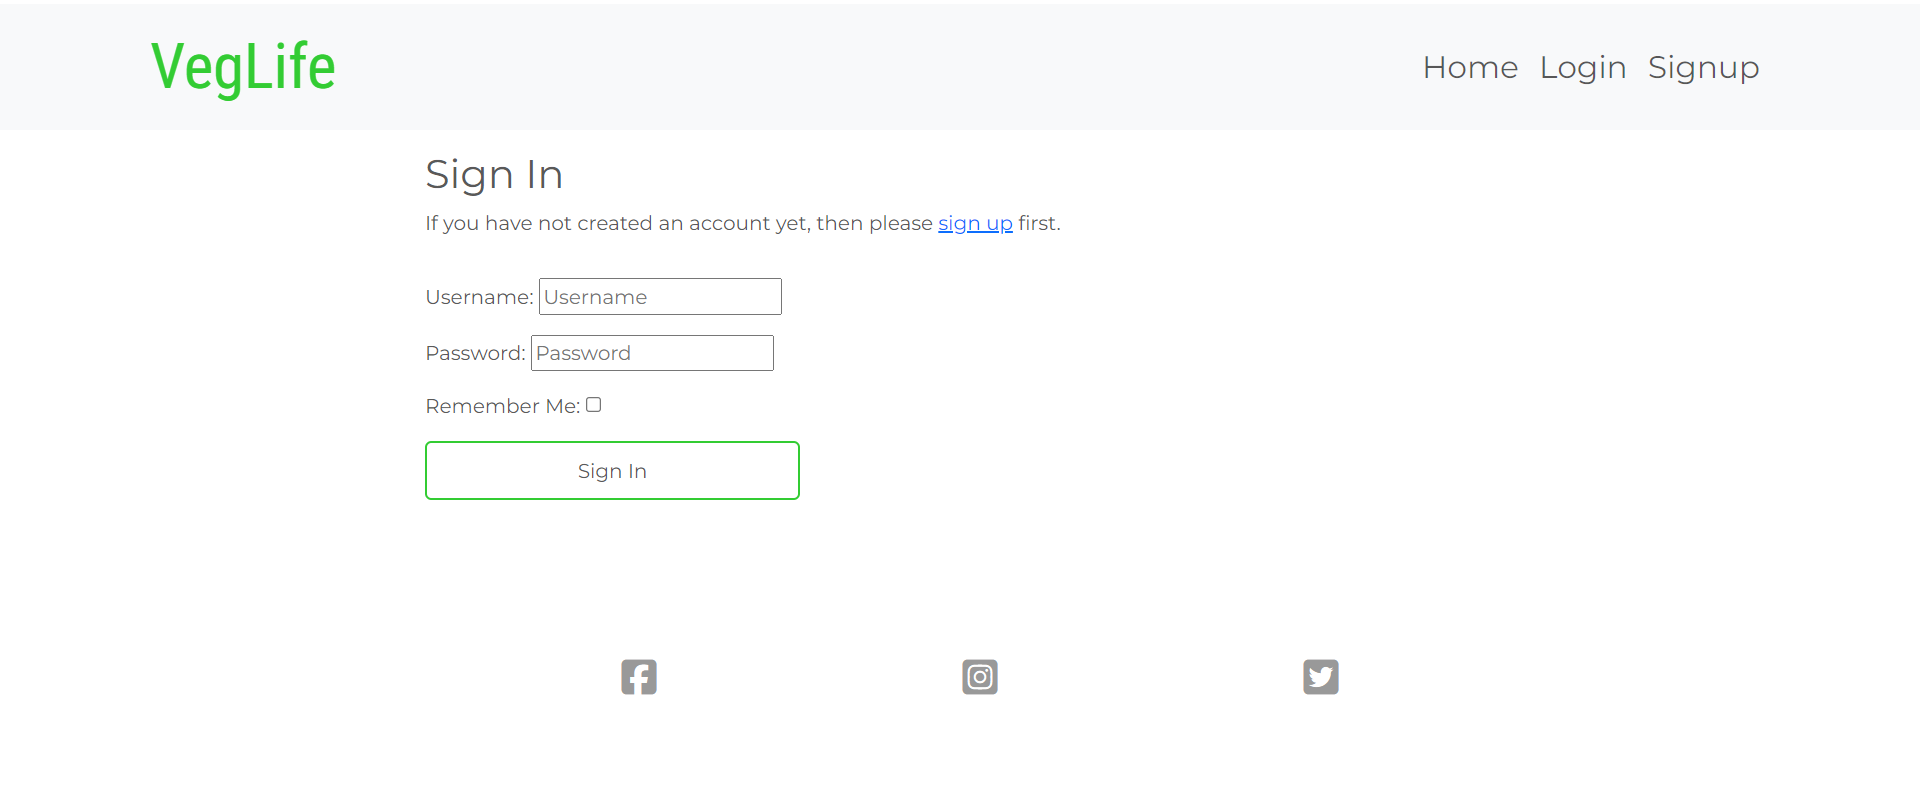 VegLife
Home Login Signup
Sign In
If you have not created an account yet, then please sign up first.
Username: Username
Password: Password
Remember Me:
Sign In